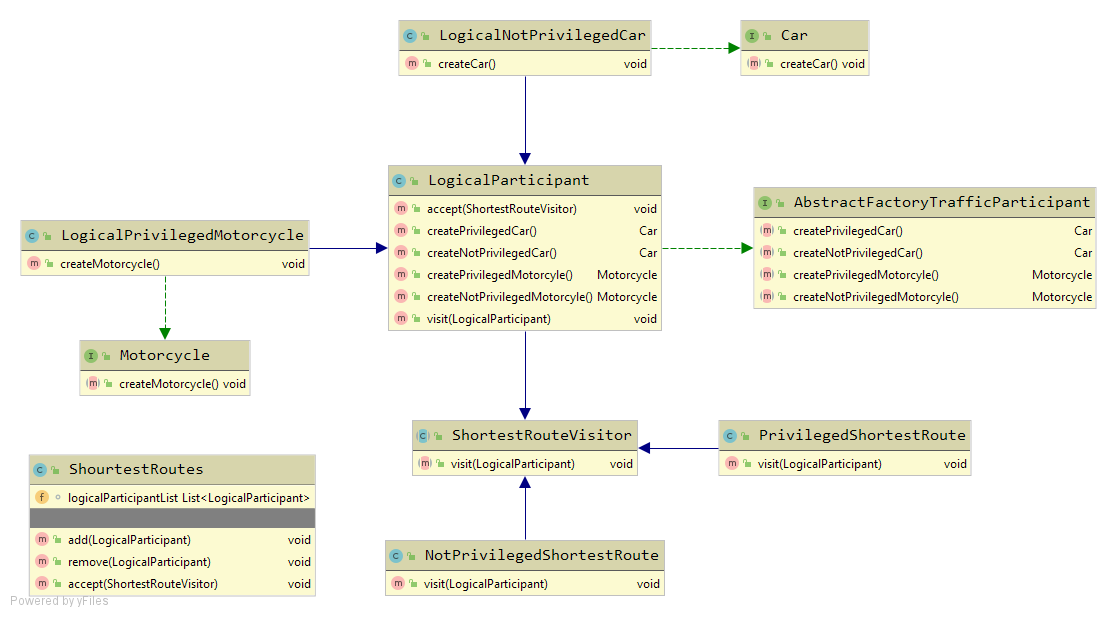 LogicalNotPrivilegedCar
createCar() void
Car
createCar() void
LogicalParticipant
accept(ShortestRouteVisitor) void
createPrivilegedCar() Car
createNotPrivilegedCar() Car
createPrivilegedMotorcyle() Motorcycle
createNotPrivilegedMotorcyle() Motorcycle
visit(LogicalParticipant) void
AbstractFactoryTrafficParticipant
createPrivilegedCar() Car
createNotPrivilegedCar() Car
createPrivilegedMotorcyle() Motorcycle
createNotPrivilegedMotorcyle() Motorcycle
LogicalPrivilegedMotorcycle
createMotorcycle() void
Motorcycle
createMotorcycle() void
ShortestRouteVisitor
visit(LogicalParticipant) void
PrivilegedShortestRoute
visit(LogicalParticipant) void
ShourtestRoutes
logicalParticipantList List<LogicalParticipant>
add(LogicalParticipant) void
remove(LogicalParticipant) void
accept(ShortestRouteVisitor) void
NotPrivilegedShortestRoute
visit(LogicalParticipant) void
Powered by yFiles